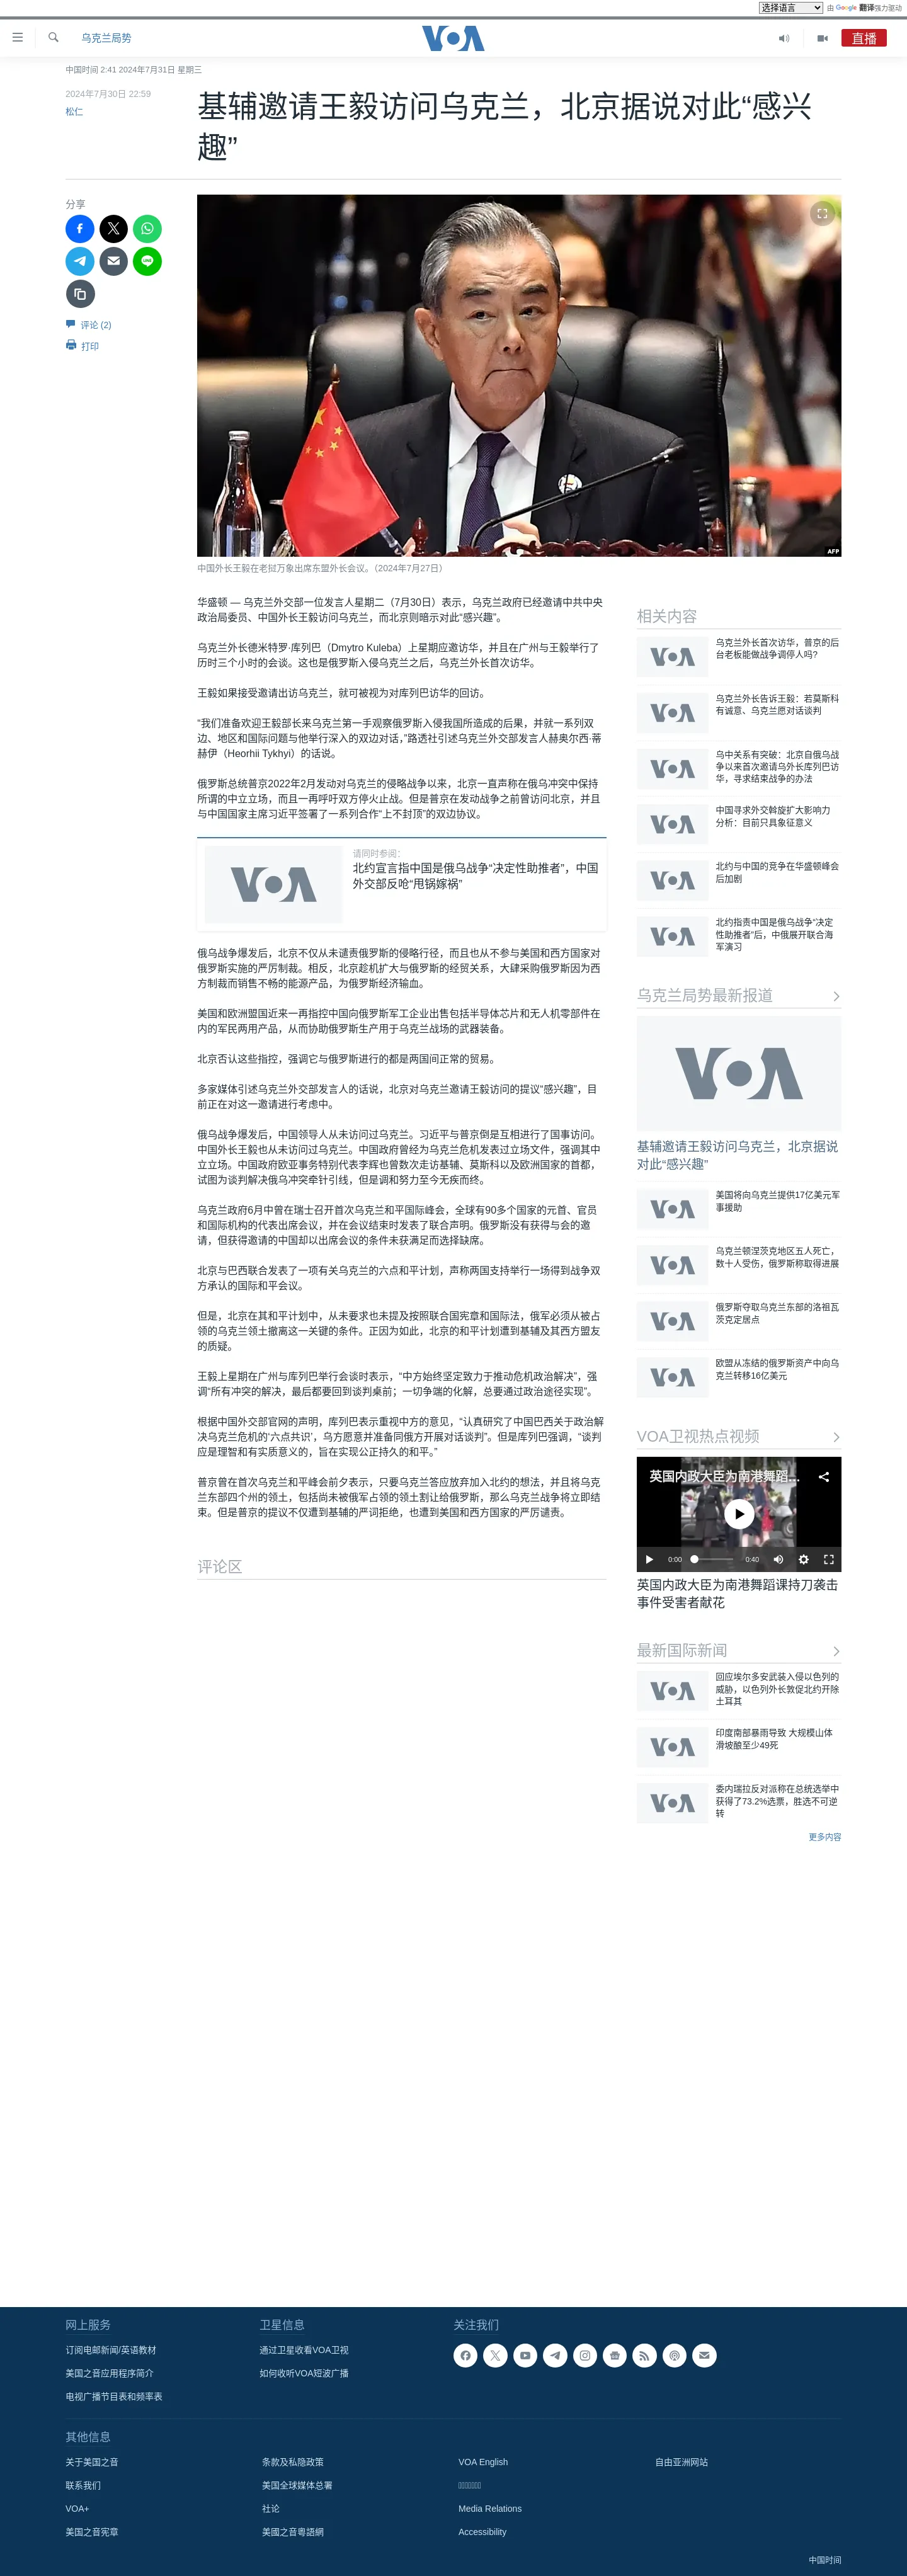 选择语言 由 Google 翻译强力驱动
乌克兰局势
VOA
直播
中国时间 2:41 2024年7月31日 星期三
2024年7月30日 22:59
松仁
基辅邀请王毅访问乌克兰，北京据说对此“感兴
趣”
分享
评论 (2)
打印
AFP
中国外长王毅在老挝万象出席东盟外长会议。（2024年7月27日）
华盛顿 — 乌克兰外交部一位发言人星期二（7月30日）表示，乌克兰政府已经邀请中共中央
政治局委员、中国外长王毅访问乌克兰，而北京则暗示对此“感兴趣”。
乌克兰外长德米特罗·库列巴（Dmytro Kuleba）上星期应邀访华，并且在广州与王毅举行了
历时三个小时的会谈。这也是俄罗斯入侵乌克兰之后，乌克兰外长首次访华。
王毅如果接受邀请出访乌克兰，就可被视为对库列巴访华的回访。
“我们准备欢迎王毅部长来乌克兰第一手观察俄罗斯入侵我国所造成的后果，并就一系列双
边、地区和国际问题与他举行深入的双边对话，”路透社引述乌克兰外交部发言人赫奥尔西·蒂
赫伊（Heorhii Tykhyi）的话说。
俄罗斯总统普京2022年2月发动对乌克兰的侵略战争以来，北京一直声称在俄乌冲突中保持
所谓的中立立场，而且一再呼吁双方停火止战。但是普京在发动战争之前曾访问北京，并且
与中国国家主席习近平签署了一系列合作“上不封顶”的双边协议。
VOA
请同时参阅：
北约宣言指中国是俄乌战争“决定性助推者”，中国
外交部反呛“甩锅嫁祸”
俄乌战争爆发后，北京不仅从未谴责俄罗斯的侵略行径，而且也从不参与美国和西方国家对
俄罗斯实施的严厉制裁。相反，北京趁机扩大与俄罗斯的经贸关系，大肆采购俄罗斯因为西
方制裁而销售不畅的能源产品，为俄罗斯经济输血。
美国和欧洲盟国近来一再指控中国向俄罗斯军工企业出售包括半导体芯片和无人机零部件在
内的军民两用产品，从而协助俄罗斯生产用于乌克兰战场的武器装备。
北京否认这些指控，强调它与俄罗斯进行的都是两国间正常的贸易。
多家媒体引述乌克兰外交部发言人的话说，北京对乌克兰邀请王毅访问的提议“感兴趣”，目
前正在对这一邀请进行考虑中。
俄乌战争爆发后，中国领导人从未访问过乌克兰。习近平与普京倒是互相进行了国事访问。
中国外长王毅也从未访问过乌克兰。中国政府曾经为乌克兰危机发表过立场文件，强调其中
立立场。中国政府欧亚事务特别代表李辉也曾数次走访基辅、莫斯科以及欧洲国家的首都，
试图为谈判解决俄乌冲突牵针引线，但是调和努力至今无疾而终。
乌克兰政府6月中曾在瑞士召开首次乌克兰和平国际峰会，全球有90多个国家的元首、官员
和国际机构的代表出席会议，并在会议结束时发表了联合声明。俄罗斯没有获得与会的邀
请，但获得邀请的中国却以出席会议的条件未获满足而选择缺席。
北京与巴西联合发表了一项有关乌克兰的六点和平计划，声称两国支持举行一场得到战争双
方承认的国际和平会议。
但是，北京在其和平计划中，从未要求也未提及按照联合国宪章和国际法，俄军必须从被占
领的乌克兰领土撤离这一关键的条件。正因为如此，北京的和平计划遭到基辅及其西方盟友
的质疑。
王毅上星期在广州与库列巴举行会谈时表示，“中方始终坚定致力于推动危机政治解决”，强
调“所有冲突的解决，最后都要回到谈判桌前；一切争端的化解，总要通过政治途径实现”。
根据中国外交部官网的声明，库列巴表示重视中方的意见，“认真研究了中国巴西关于政治解
决乌克兰危机的‘六点共识’，乌方愿意并准备同俄方开展对话谈判”。但是库列巴强调，“谈判
应是理智和有实质意义的，旨在实现公正持久的和平。”
普京曾在首次乌克兰和平峰会前夕表示，只要乌克兰答应放弃加入北约的想法，并且将乌克
兰东部四个州的领土，包括尚未被俄军占领的领土割让给俄罗斯，那么乌克兰战争将立即结
束。但是普京的提议不仅遭到基辅的严词拒绝，也遭到美国和西方国家的严厉谴责。
评论区
相关内容
VOA
乌克兰外长首次访华，普京的后
台老板能做战争调停人吗?
VOA
乌克兰外长告诉王毅：若莫斯科
有诚意、乌克兰愿对话谈判
VOA
乌中关系有突破：北京自俄乌战
争以来首次邀请乌外长库列巴访
华，寻求结束战争的办法
VOA
中国寻求外交斡旋扩大影响力
分析：目前只具象征意义
VOA
北约与中国的竞争在华盛顿峰会
后加剧
VOA
北约指责中国是俄乌战争“决定
性助推者”后，中俄展开联合海
军演习
乌克兰局势最新报道
VOA
基辅邀请王毅访问乌克兰，北京据说
对此“感兴趣”
VOA
美国将向乌克兰提供17亿美元军
事援助
VOA
乌克兰顿涅茨克地区五人死亡，
数十人受伤，俄罗斯称取得进展
VOA
俄罗斯夺取乌克兰东部的洛祖瓦
茨克定居点
VOA
欧盟从冻结的俄罗斯资产中向乌
克兰转移16亿美元
VOA卫视热点视频
英国内政大臣为南港舞蹈...
0:00 0:40
英国内政大臣为南港舞蹈课持刀袭击
事件受害者献花
最新国际新闻
VOA
回应埃尔多安武装入侵以色列的
威胁，以色列外长敦促北约开除
土耳其
VOA
印度南部暴雨导致 大规模山体
滑坡酿至少49死
VOA
委内瑞拉反对派称在总统选举中
获得了73.2%选票，胜选不可逆
转
更多内容
网上服务
订阅电邮新闻/英语教材
美国之音应用程序简介
电视广播节目表和频率表
卫星信息
通过卫星收看VOA卫视
如何收听VOA短波广播
关注我们
其他信息
关于美国之音
联系我们
VOA+
美国之音宪章
条款及私隐政策
美国全球媒体总署
社论
美國之音粵語網
VOA English
Media Relations
Accessibility
自由亚洲网站
中国时间